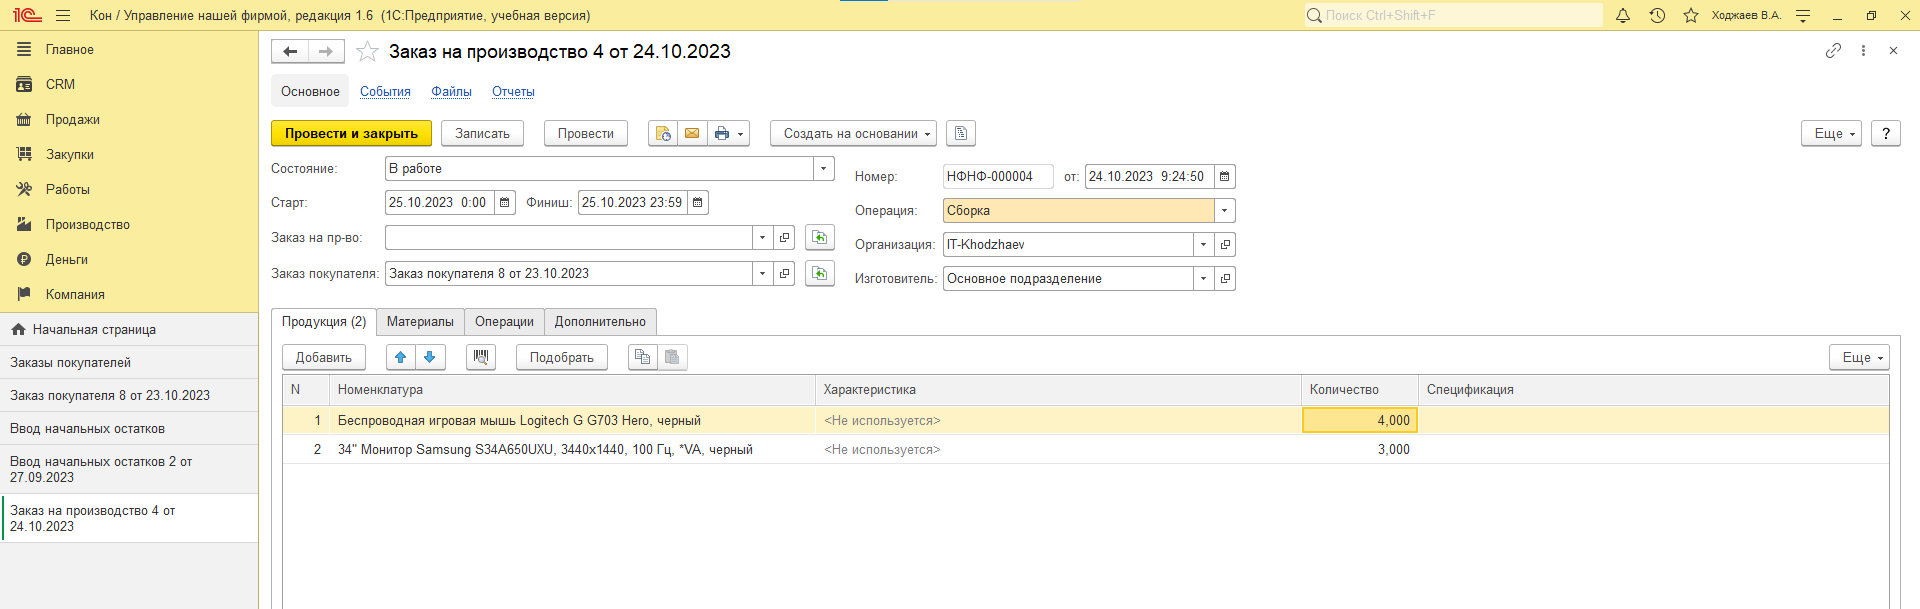 1С Кон / Управление нашей фирмой, редакция 1.6 (1С:Предприятие, учебная версия) Поиск Ctrl+Shift+F Ходжаев В.А.
Главное
CRM
Продажи
Закупки
Работы
Производство
Деньги
Компания
Начальная страница
Заказы покупателей
Заказ покупателя 8 от 23.10.2023
Ввод начальных остатков
Ввод начальных остатков 2 от
27.09.2023
Заказ на производство 4 от
24.10.2023
Заказ на производство 4 от 24.10.2023
Основное События Файлы Отчеты
Провести и закрыть Записать Провести Создать на основании Еще ?
Состояние: В работе
Номер: НФНФ-000004 от: 24.10.2023 9:24:50
Старт: 25.10.2023 0:00 Финиш: 25.10.2023 23:59
Операция: Сборка
Заказ на пр-во:
Организация: IT-Khodzhaev
Заказ покупателя: Заказ покупателя 8 от 23.10.2023
Изготовитель: Основное подразделение
Продукция (2) Материалы Операции Дополнительно
Добавить Подобрать Еще
N Номенклатура Характеристика Количество Спецификация
1 Беспроводная игровая мышь Logitech G G703 Hero, черный <Не используется> 4,000
2 34" Монитор Samsung S34A650UXU, 3440x1440, 100 Гц, *VA, черный <Не используется> 3,000